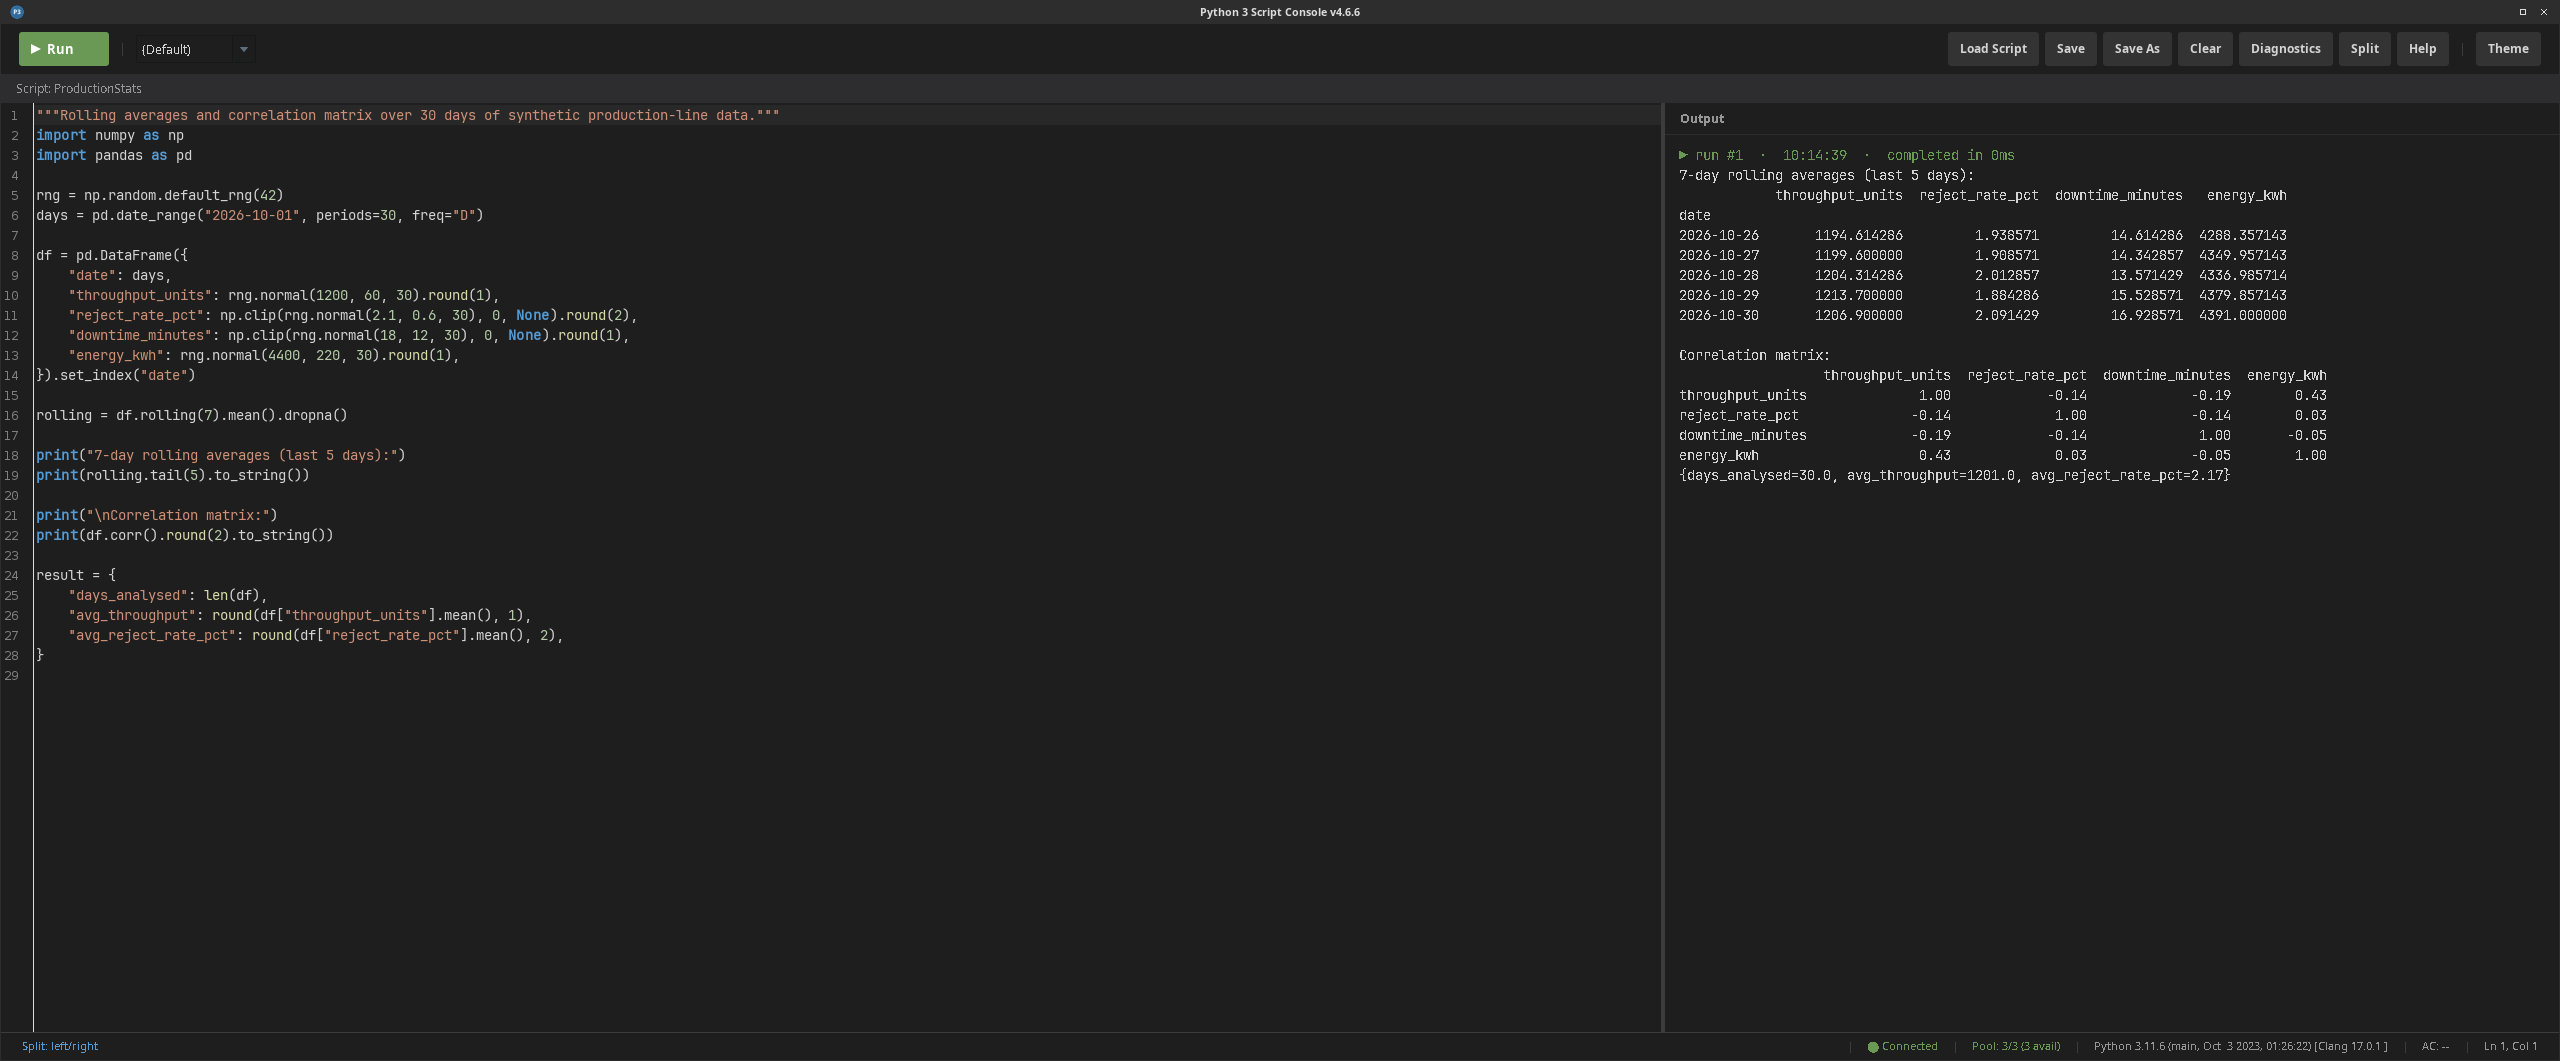 P3 Python 3 Script Console v4.6.6
Run (Default) Load Script Save Save As Clear Diagnostics Split Help Theme
Script: ProductionStats
1 """Rolling averages and correlation matrix over 30 days of synthetic production-line data."""
2 import numpy as np
3 import pandas as pd
4
5 rng = np.random.default_rng(42)
6 days = pd.date_range("2026-10-01", periods=30, freq="D")
7
8 df = pd.DataFrame({
9     "date": days,
10     "throughput_units": rng.normal(1200, 60, 30).round(1),
11     "reject_rate_pct": np.clip(rng.normal(2.1, 0.6, 30), 0, None).round(2),
12     "downtime_minutes": np.clip(rng.normal(18, 12, 30), 0, None).round(1),
13     "energy_kwh": rng.normal(4400, 220, 30).round(1),
14 }).set_index("date")
15
16 rolling = df.rolling(7).mean().dropna()
17
18 print("7-day rolling averages (last 5 days):")
19 print(rolling.tail(5).to_string())
20
21 print("\nCorrelation matrix:")
22 print(df.corr().round(2).to_string())
23
24 result = {
25     "days_analysed": len(df),
26     "avg_throughput": round(df["throughput_units"].mean(), 1),
27     "avg_reject_rate_pct": round(df["reject_rate_pct"].mean(), 2),
28 }
29
Output
▶ run #1 · 10:14:39 · completed in 0ms
7-day rolling averages (last 5 days):
            throughput_units  reject_rate_pct  downtime_minutes   energy_kwh
date
2026-10-26       1194.614286         1.938571         14.614286  4288.357143
2026-10-27       1199.600000         1.908571         14.342857  4349.957143
2026-10-28       1204.314286         2.012857         13.571429  4336.985714
2026-10-29       1213.700000         1.884286         15.528571  4379.857143
2026-10-30       1206.900000         2.091429         16.928571  4391.000000
Correlation matrix:
                  throughput_units  reject_rate_pct  downtime_minutes  energy_kwh
throughput_units              1.00            -0.14             -0.19        0.43
reject_rate_pct              -0.14             1.00             -0.14        0.03
downtime_minutes             -0.19            -0.14              1.00       -0.05
energy_kwh                    0.43             0.03             -0.05        1.00
{days_analysed=30.0, avg_throughput=1201.0, avg_reject_rate_pct=2.17}
Split: left/right Connected Pool: 3/3 (3 avail) Python 3.11.6 (main, Oct  3 2023, 01:26:22) [Clang 17.0.1 ] AC: -- Ln 1, Col 1